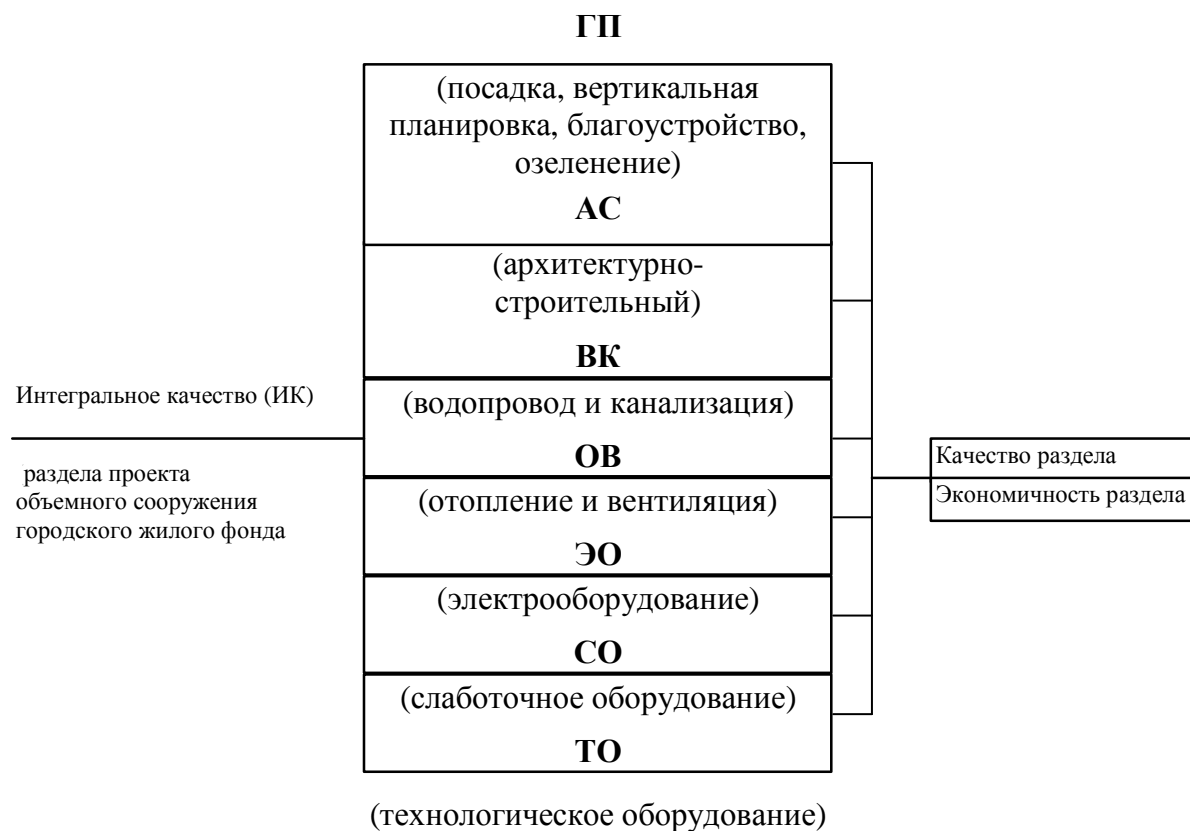 ГП
(посадка, вертикальная
планировка, благоустройство,
озеленение)
АС
(архитектурно-
строительный)
ВК
Интегральное качество (ИК)
(водопровод и канализация)
ОВ
раздела проекта
объемного сооружения
городского жилого фонда
Качество раздела
Экономичность раздела
(отопление и вентиляция)
ЭО
(электрооборудование)
СО
(слаботочное оборудование)
ТО
(технологическое оборудование)